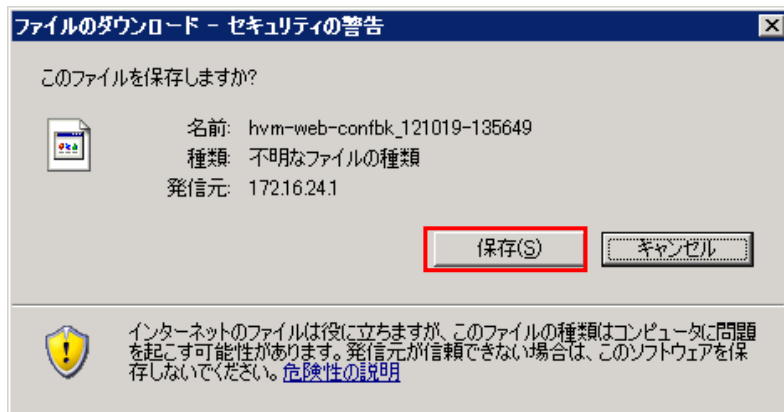 ファイルのダウンロード - セキュリティの警告
このファイルを保存しますか?
名前: hvm-web-confbk_121019-135649
種類: 不明なファイルの種類
発信元: 172.16.24.1
保存(S) キャンセル
インターネットのファイルは役に立ちますが、このファイルの種類はコンピュータに問題
を起こす可能性があります。発信元が信頼できない場合は、このソフトウェアを保
存しないでください。危険性の説明